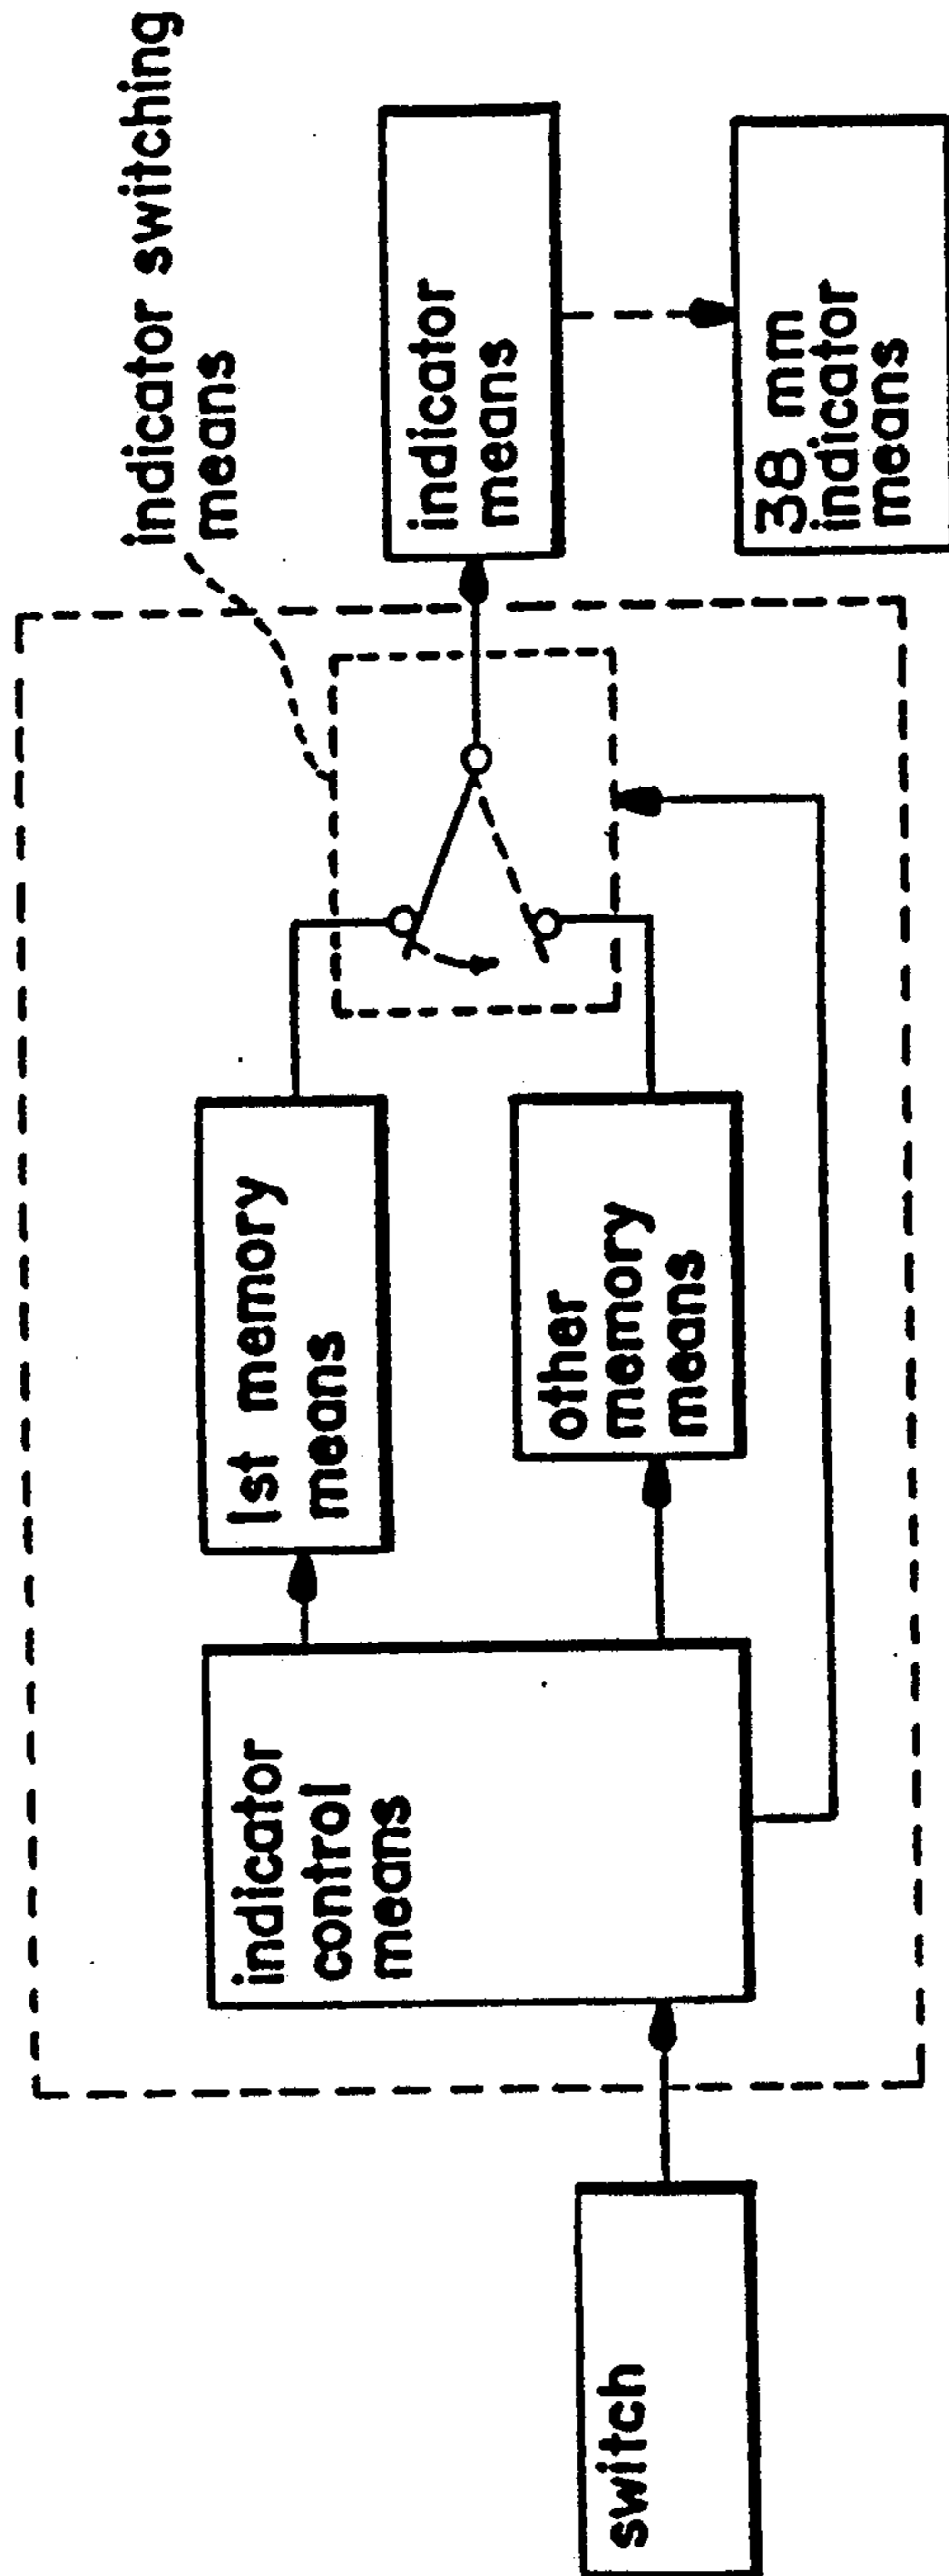 switch
indicator
control
means
1st memory
means
other
memory
means
indicator switching
means
indicator
means
38 mm
indicator
means